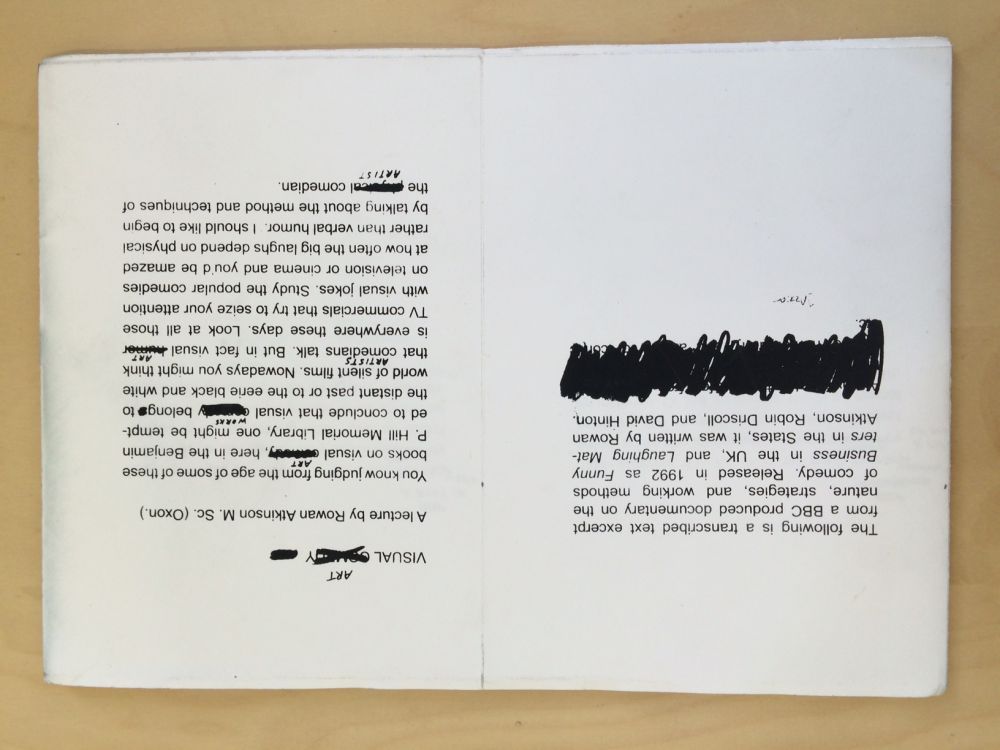 The following is a transcribed text excerpt
from a BBC produced documentary on the
nature, strategies, and working methods
of comedy. Released in 1992 as Funny
Business in the UK, and Laughing Mat-
ters in the States, it was written by Rowan
Atkinson, Robin Driscoll, and David Hinton.
ART
VISUAL
A lecture by Rowan Atkinson M. Sc. (Oxon.)
You know judging from the age of some of these
ART
books on visual , here in the Benjamin
P. Hill Memorial Library, one might be tempt-
WORKS
ed to conclude that visual belong to
the distant past or to the eerie black and white
world of silent films. Nowadays you might think
ARTISTS ART
that comedians talk. But in fact visual humor
is everywhere these days. Look at all those
TV commercials that try to seize your attention
with visual jokes. Study the popular comedies
on television or cinema and you'd be amazed
at how often the big laughs depend on physical
rather than verbal humor. I should like to begin
by talking about the method and techniques of
the physical comedian.
ARTIST